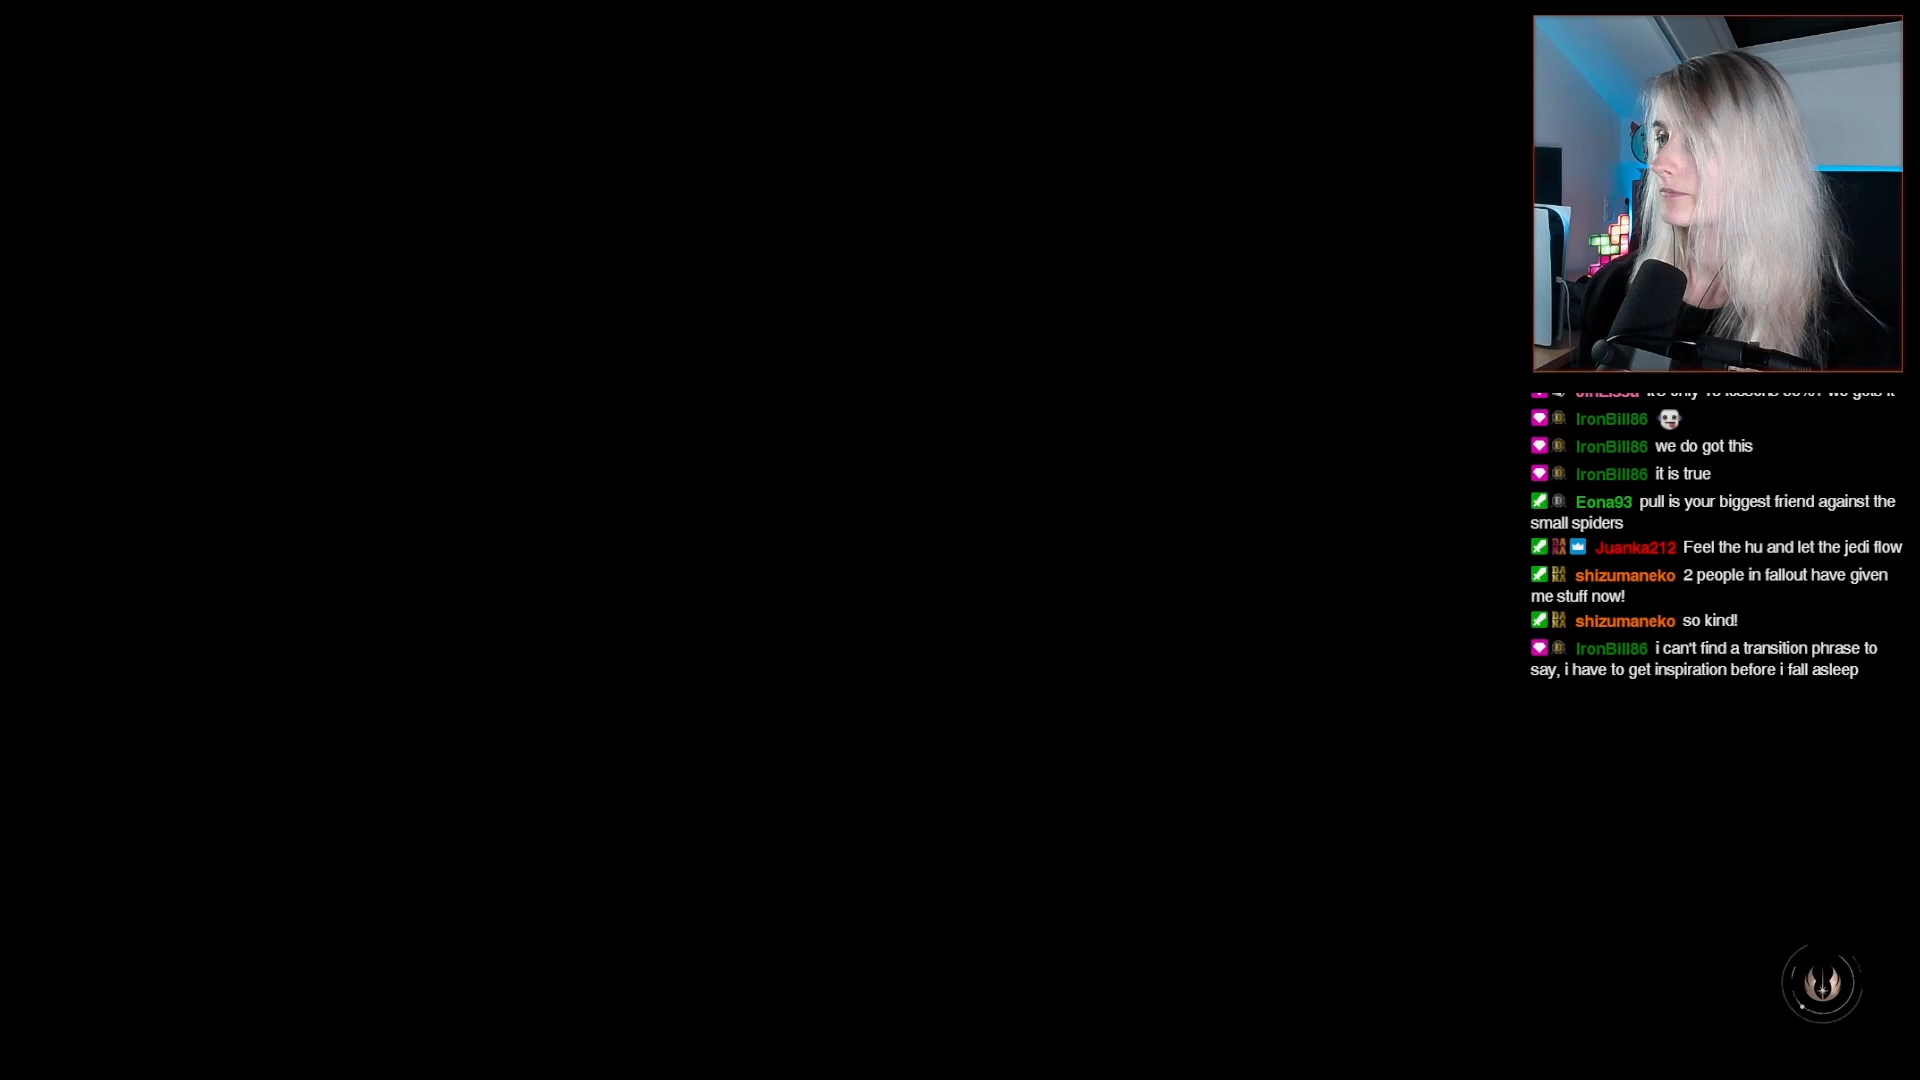 IronBill86
IronBill86 we do got this
IronBill86 it is true
Eona93 pull is your biggest friend against the
small spiders
Juanka212 Feel the hu and let the jedi flow
shizumaneko 2 people in fallout have given
me stuff now!
shizumaneko so kind!
IronBill86 i can't find a transition phrase to
say, i have to get inspiration before i fall asleep